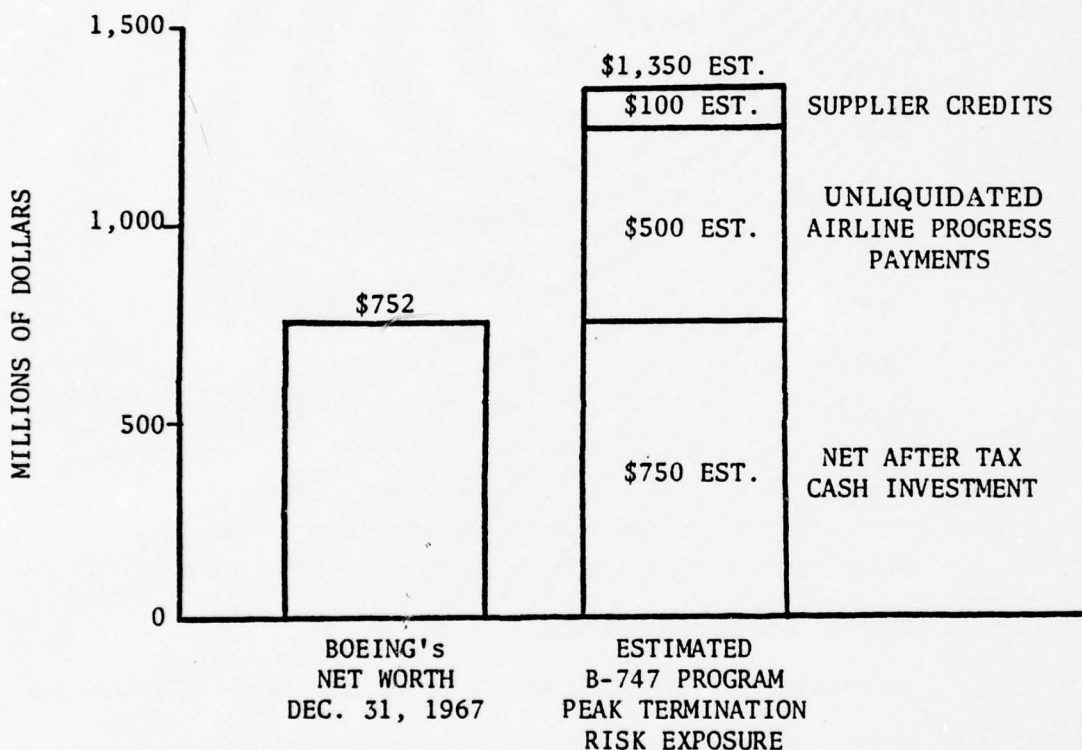 1,500
$1,350 EST.
$100 EST.
SUPPLIER CREDITS
UNLIQUIDATED
AIRLINE PROGRESS
PAYMENTS
1,000
$500 EST.
MILLIONS OF DOLLARS
$752
500
$750 EST.
NET AFTER TAX
CASH INVESTMENT
0
BOEING's
NET WORTH
DEC. 31, 1967
ESTIMATED
B-747 PROGRAM
PEAK TERMINATION
RISK EXPOSURE